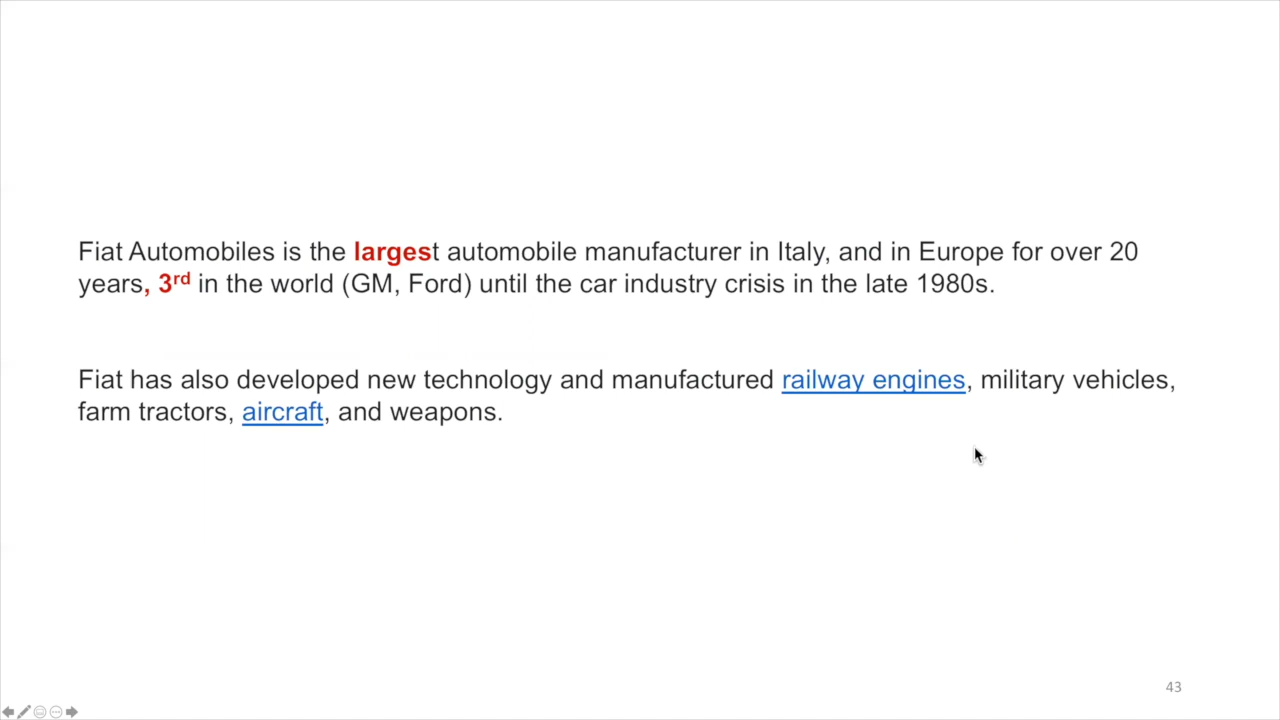 Fiat Automobiles is the largest automobile manufacturer in Italy, and in Europe for over 20
years, 3rd in the world (GM, Ford) until the car industry crisis in the late 1980s.
Fiat has also developed new technology and manufactured railway engines, military vehicles,
farm tractors, aircraft, and weapons.
43